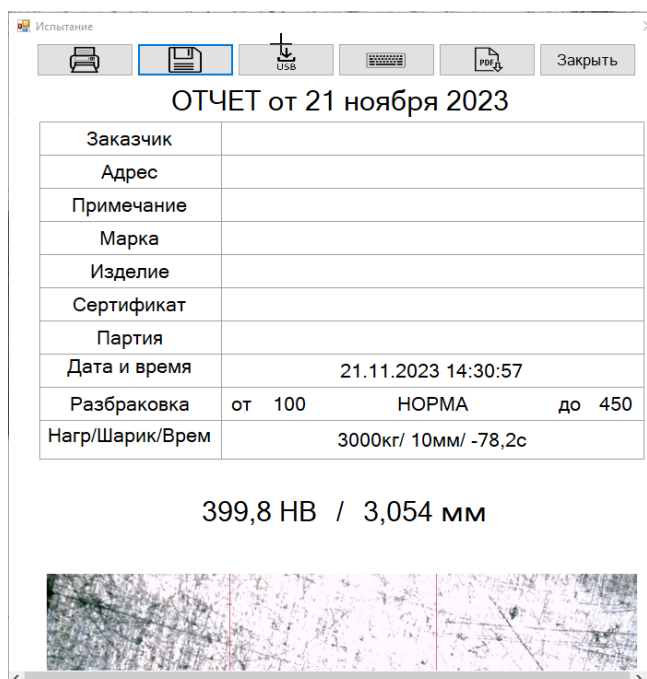 Испытание
USB
PDF
Закрыть
ОТЧЕТ от 21 ноября 2023
Заказчик
Адрес
Примечание
Марка
Изделие
Сертификат
Партия
Дата и время 21.11.2023 14:30:57
Разбраковка от 100 НОРМА до 450
Нагр/Шарик/Врем 3000кг/ 10мм/ -78,2с
399,8 HB / 3,054 мм